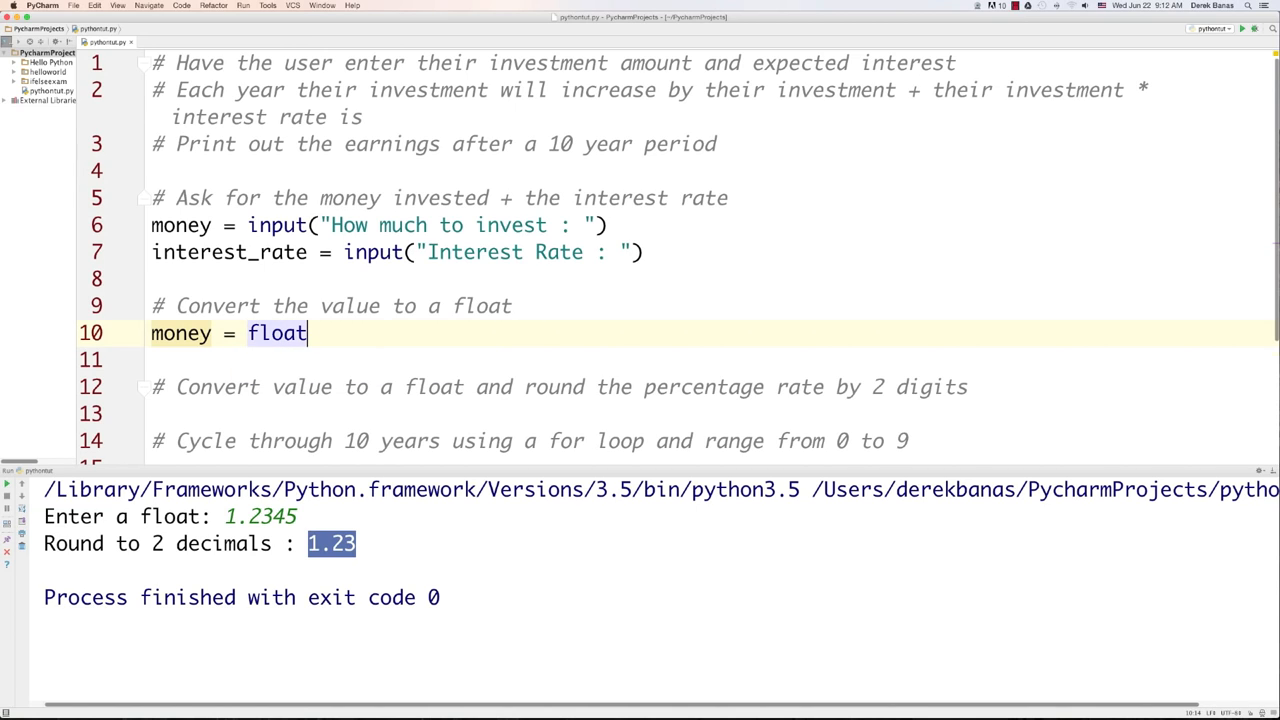 PyCharm File Edit View Navigate Code Refactor Run Tools VCS Window Help
10 Wed Jun 22 9:12 AM Derek Banas
pythontut.py - PycharmProjects - [~/PycharmProjects]
PycharmProjects pythontut.py
pythontut
pythontut.py ×
PycharmProject
Hello Python
helloworld
ifelseexam
pythontut.py
External Librarie
1 # Have the user enter their investment amount and expected interest
2 # Each year their investment will increase by their investment + their investment *
interest rate is
3 # Print out the earnings after a 10 year period
4
5 # Ask for the money invested + the interest rate
6 money = input("How much to invest : ")
7 interest_rate = input("Interest Rate : ")
8
9 # Convert the value to a float
10 money = float
11
12 # Convert value to a float and round the percentage rate by 2 digits
13
14 # Cycle through 10 years using a for loop and range from 0 to 9
15
Run pythontut
/Library/Frameworks/Python.framework/Versions/3.5/bin/python3.5 /Users/derekbanas/PycharmProjects/pytho
Enter a float: 1.2345
Round to 2 decimals : 1.23
Process finished with exit code 0
10:14 LF÷ UTF-8÷